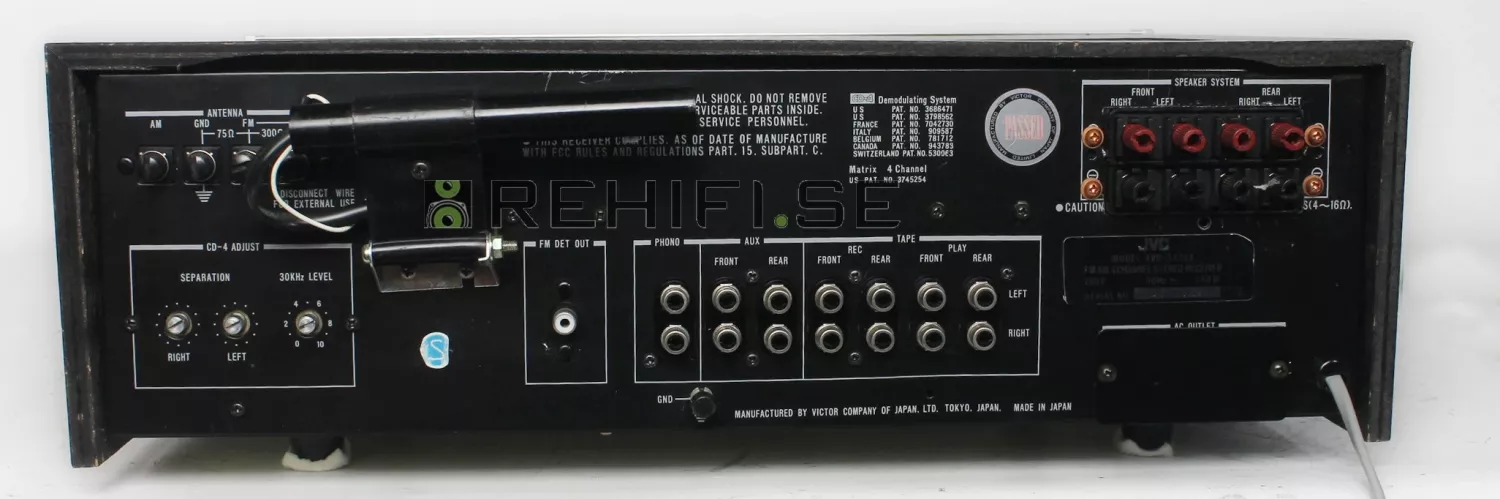 ANTENNA
AM
GND
FM
75Ω
300Ω
DISCONNECT WIRE
FOR EXTERNAL USE
AL SHOCK. DO NOT REMOVE
RVICEABLE PARTS INSIDE.
SERVICE PERSONNEL.
THIS RECEIVER COMPLIES. AS OF DATE OF MANUFACTURE
WITH FCC RULES AND REGULATIONS PART. 15. SUBPART. C.
Demodulating System
US PAT. NO. 3686471
US PAT. NO. 3798562
FRANCE PAT. NO. 7042730
ITALY PAT. NO. 909587
BELGIUM PAT. NO. 781712
CANADA PAT. NO. 943783
SWITZERLAND PAT. NO. 530063
Matrix 4 Channel
US PAT. NO. 3745254
PASSED
SPEAKER SYSTEM
FRONT
REAR
RIGHT
LEFT
RIGHT
LEFT
CAUTION
S(4~16Ω).
REHIFI.SE
CD-4 ADJUST
SEPARATION
30KHz LEVEL
RIGHT
LEFT
0 2 4 6 8 10
FM DET OUT
PHONO
AUX
FRONT
REAR
TAPE
REC
PLAY
FRONT
REAR
FRONT
REAR
LEFT
RIGHT
GND
JVC
AC OUTLET
MANUFACTURED BY VICTOR COMPANY OF JAPAN. LTD. TOKYO. JAPAN. MADE IN JAPAN